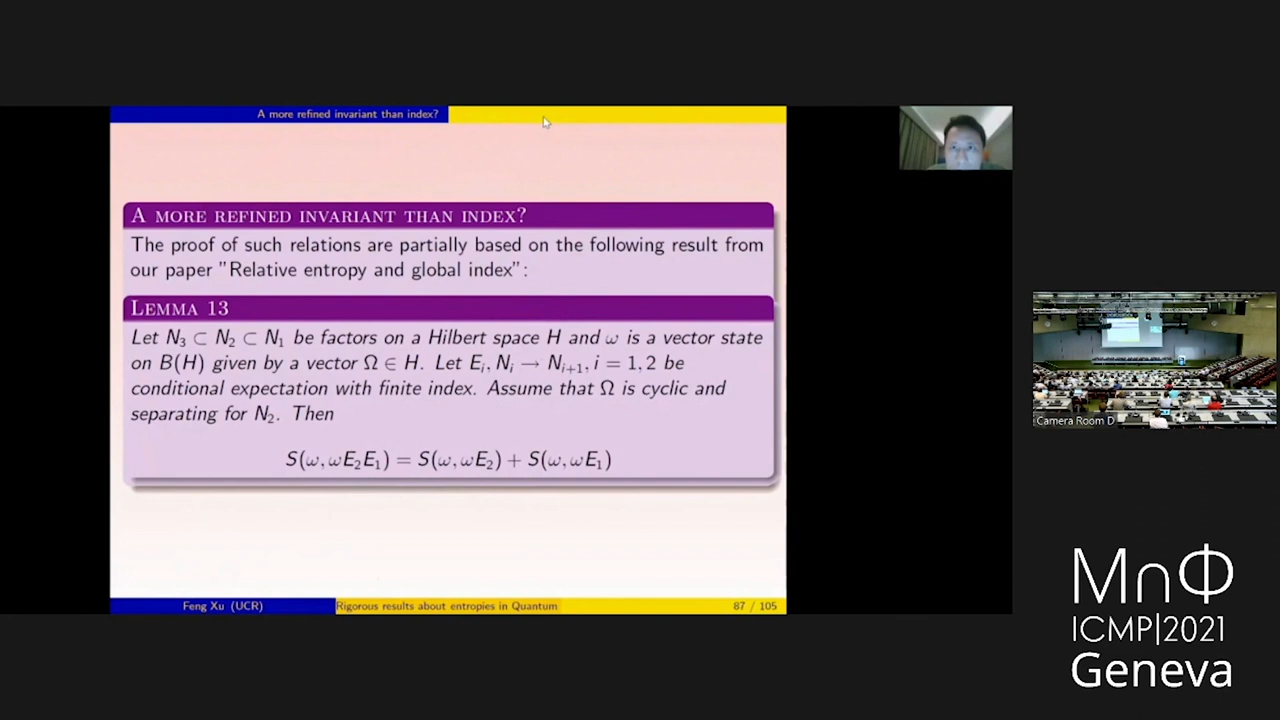 A more refined invariant than index?
A MORE REFINED INVARIANT THAN INDEX?
The proof of such relations are partially based on the following result from
our paper "Relative entropy and global index":
LEMMA 13
Let N₃ ⊂ N₂ ⊂ N₁ be factors on a Hilbert space H and ω is a vector state
on B(H) given by a vector Ω ∈ H. Let Eᵢ, Nᵢ → Nᵢ₊₁, i = 1, 2 be
conditional expectation with finite index. Assume that Ω is cyclic and
separating for N₂. Then
S(ω, ωE₂E₁) = S(ω, ωE₂) + S(ω, ωE₁)
Feng Xu (UCR)
Rigorous results about entropies in Quantum
87 / 105
Camera Room D
M∩Φ
ICMP|2021
Geneva